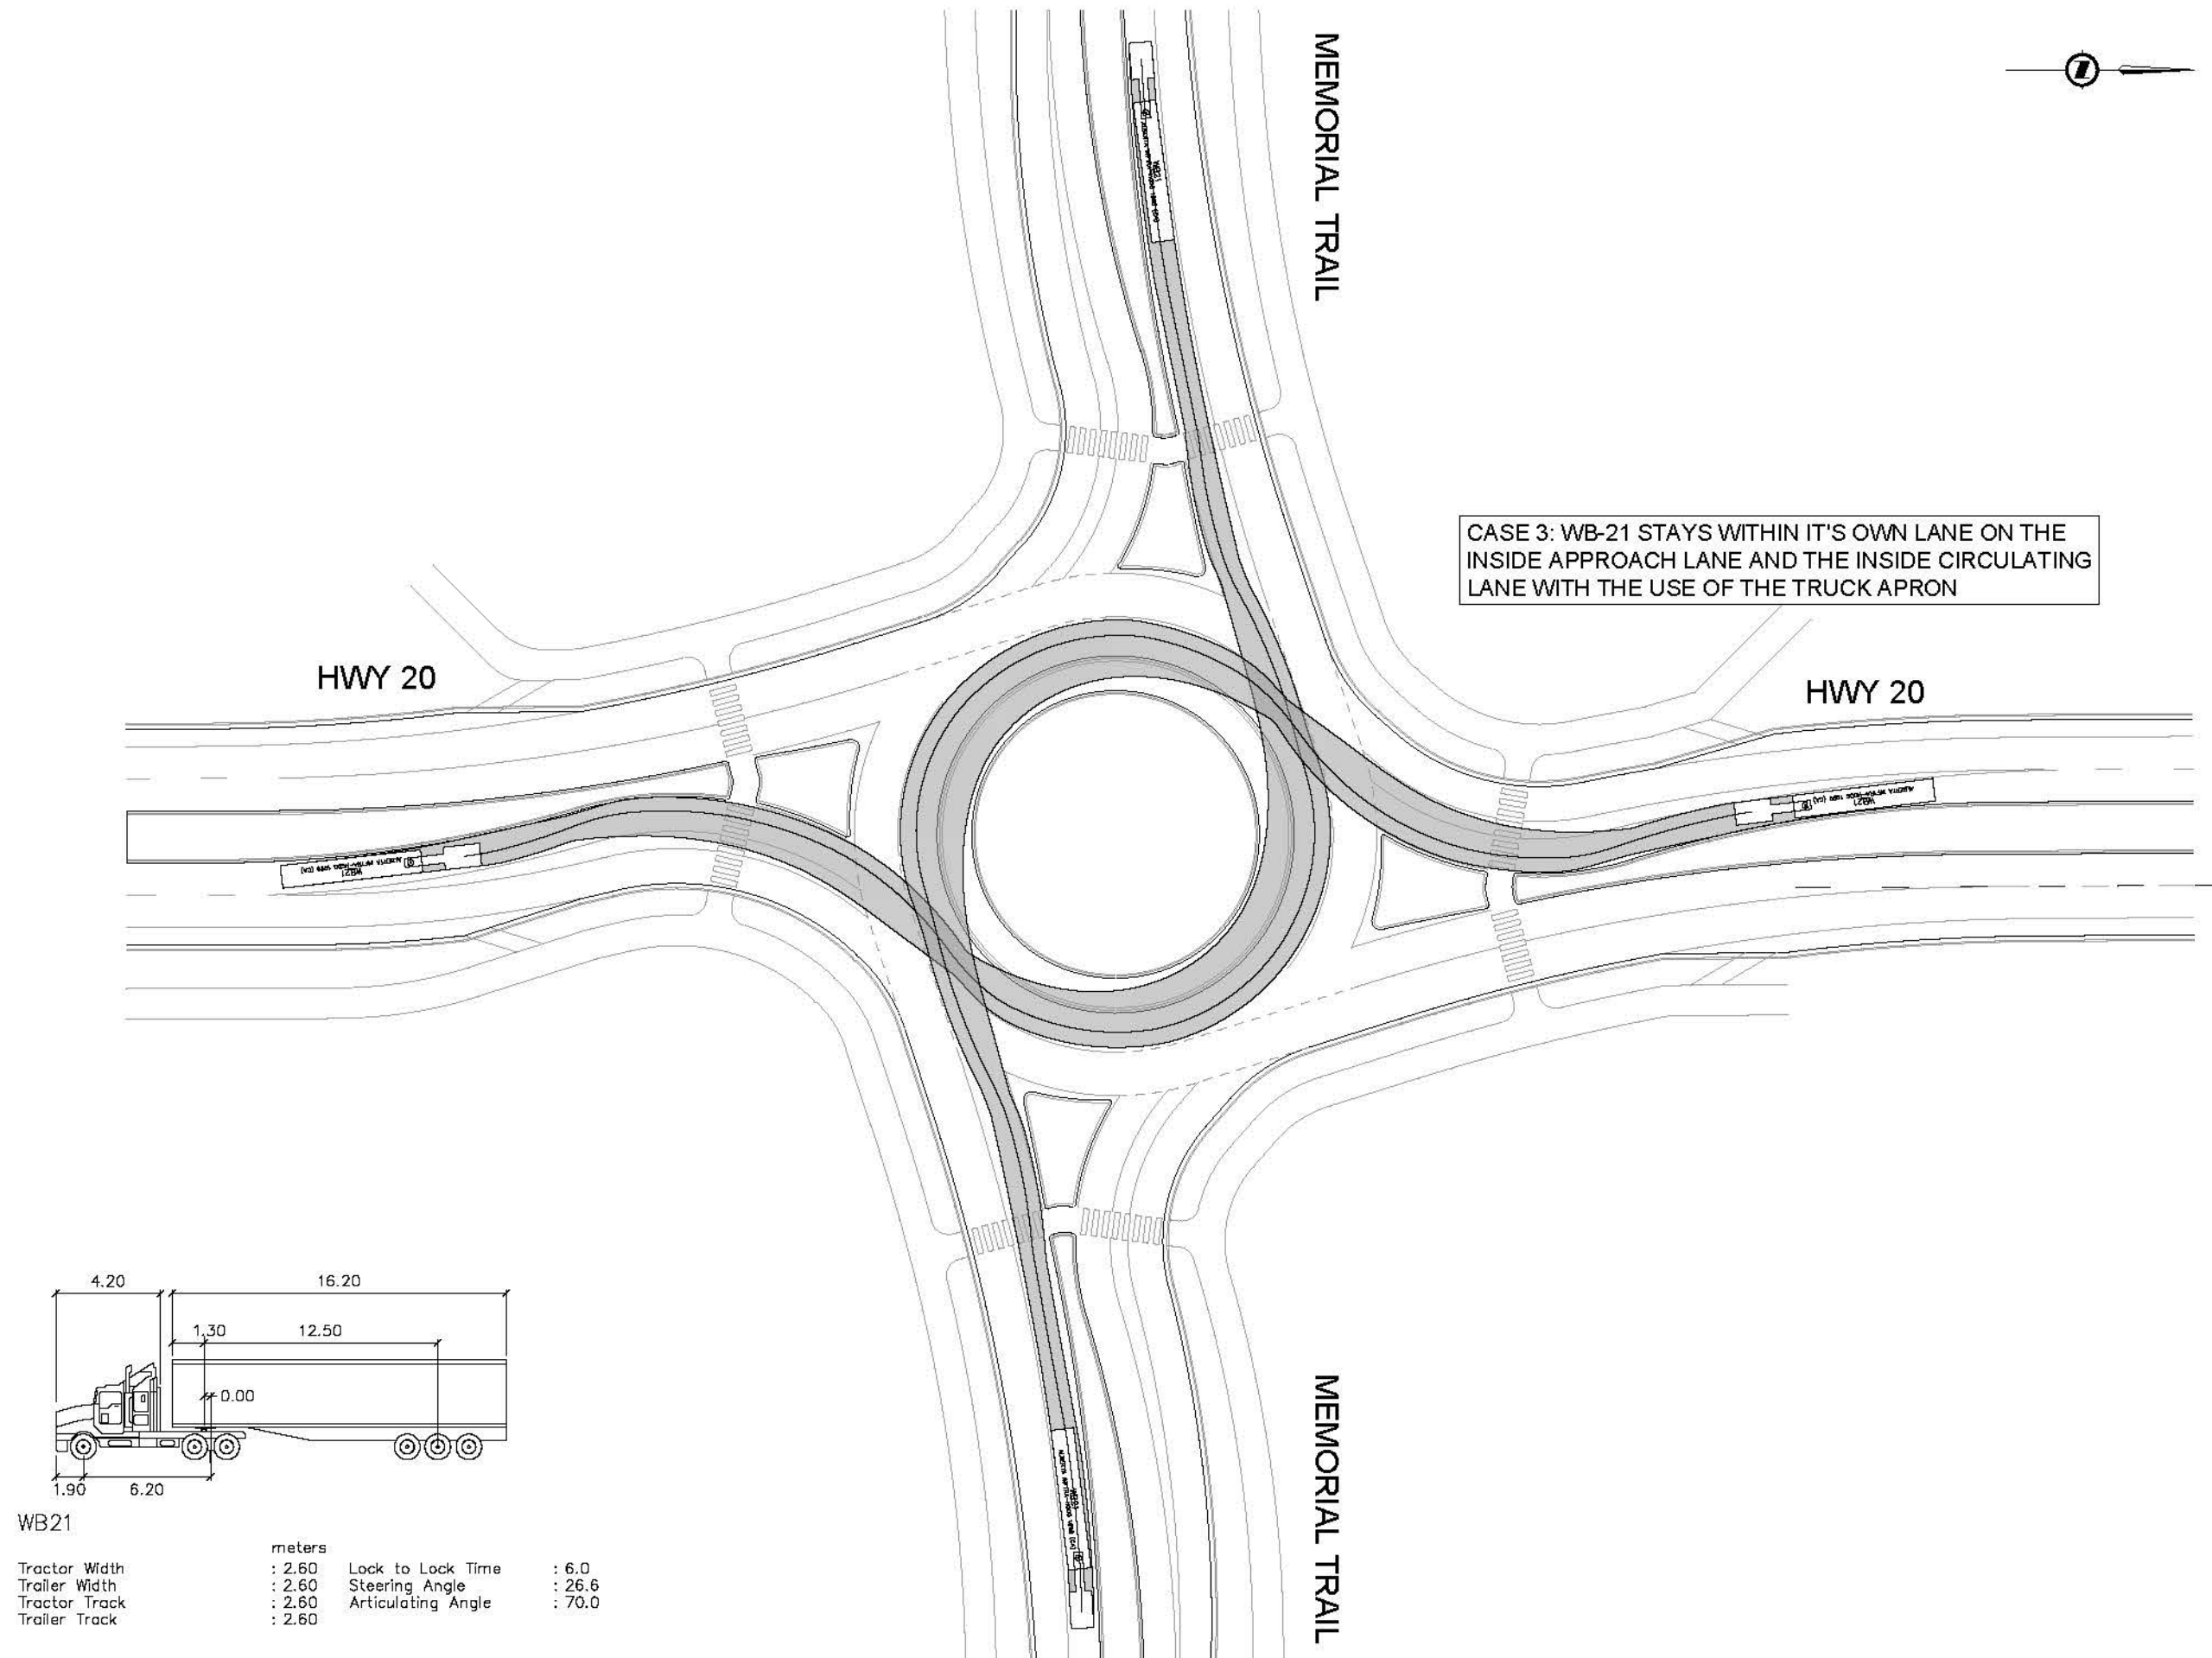 MEMORIAL TRAIL
CASE 3: WB-21 STAYS WITHIN IT'S OWN LANE ON THE
INSIDE APPROACH LANE AND THE INSIDE CIRCULATING
LANE WITH THE USE OF THE TRUCK APRON
HWY 20
HWY 20
WB21
WB21
WB21
MEMORIAL TRAIL
4.20
16.20
1.30
12.50
0.00
1.90
6.20
WB21
meters
Tractor Width : 2.60 Lock to Lock Time : 6.0
Trailer Width : 2.60 Steering Angle : 26.6
Tractor Track : 2.60 Articulating Angle : 70.0
Trailer Track : 2.60